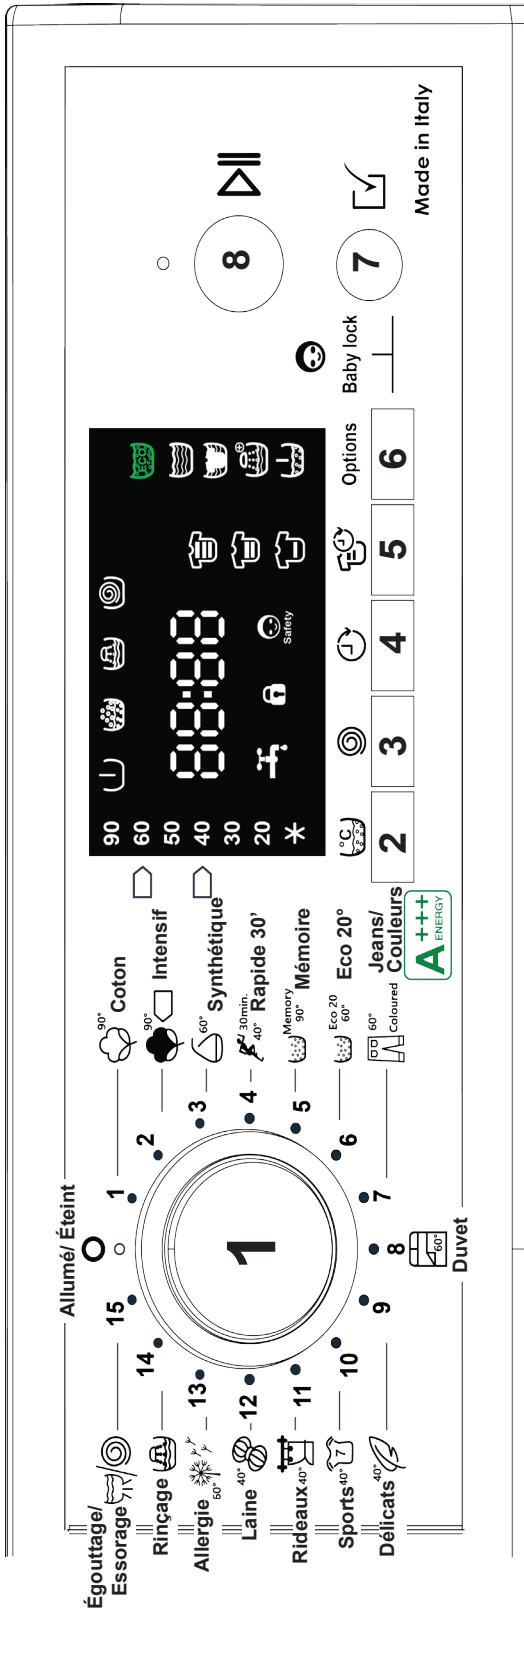 Allumé/ Éteint
1
1
90°
Coton
2
90°
Intensif
3
60°
Synthétique
4
30min.
40°
Rapide 30’
5
Memory
90°
Mémoire
6
Eco 20
60°
Eco 20°
7
60°
Coloured
Jeans/
Couleurs
8
60°
Duvet
9
40°
Délicats
10
7
40°
Sports
11
40°
Rideaux
12
40°
Laine
13
60°
Allergie
14
Rinçage
15
Égouttage/
Essorage
A+++
ENERGY
90
60
50
40
30
20
88:88
Safety
ECO
°C
2
3
4
5
Options
6
Baby lock
8
7
Made in Italy